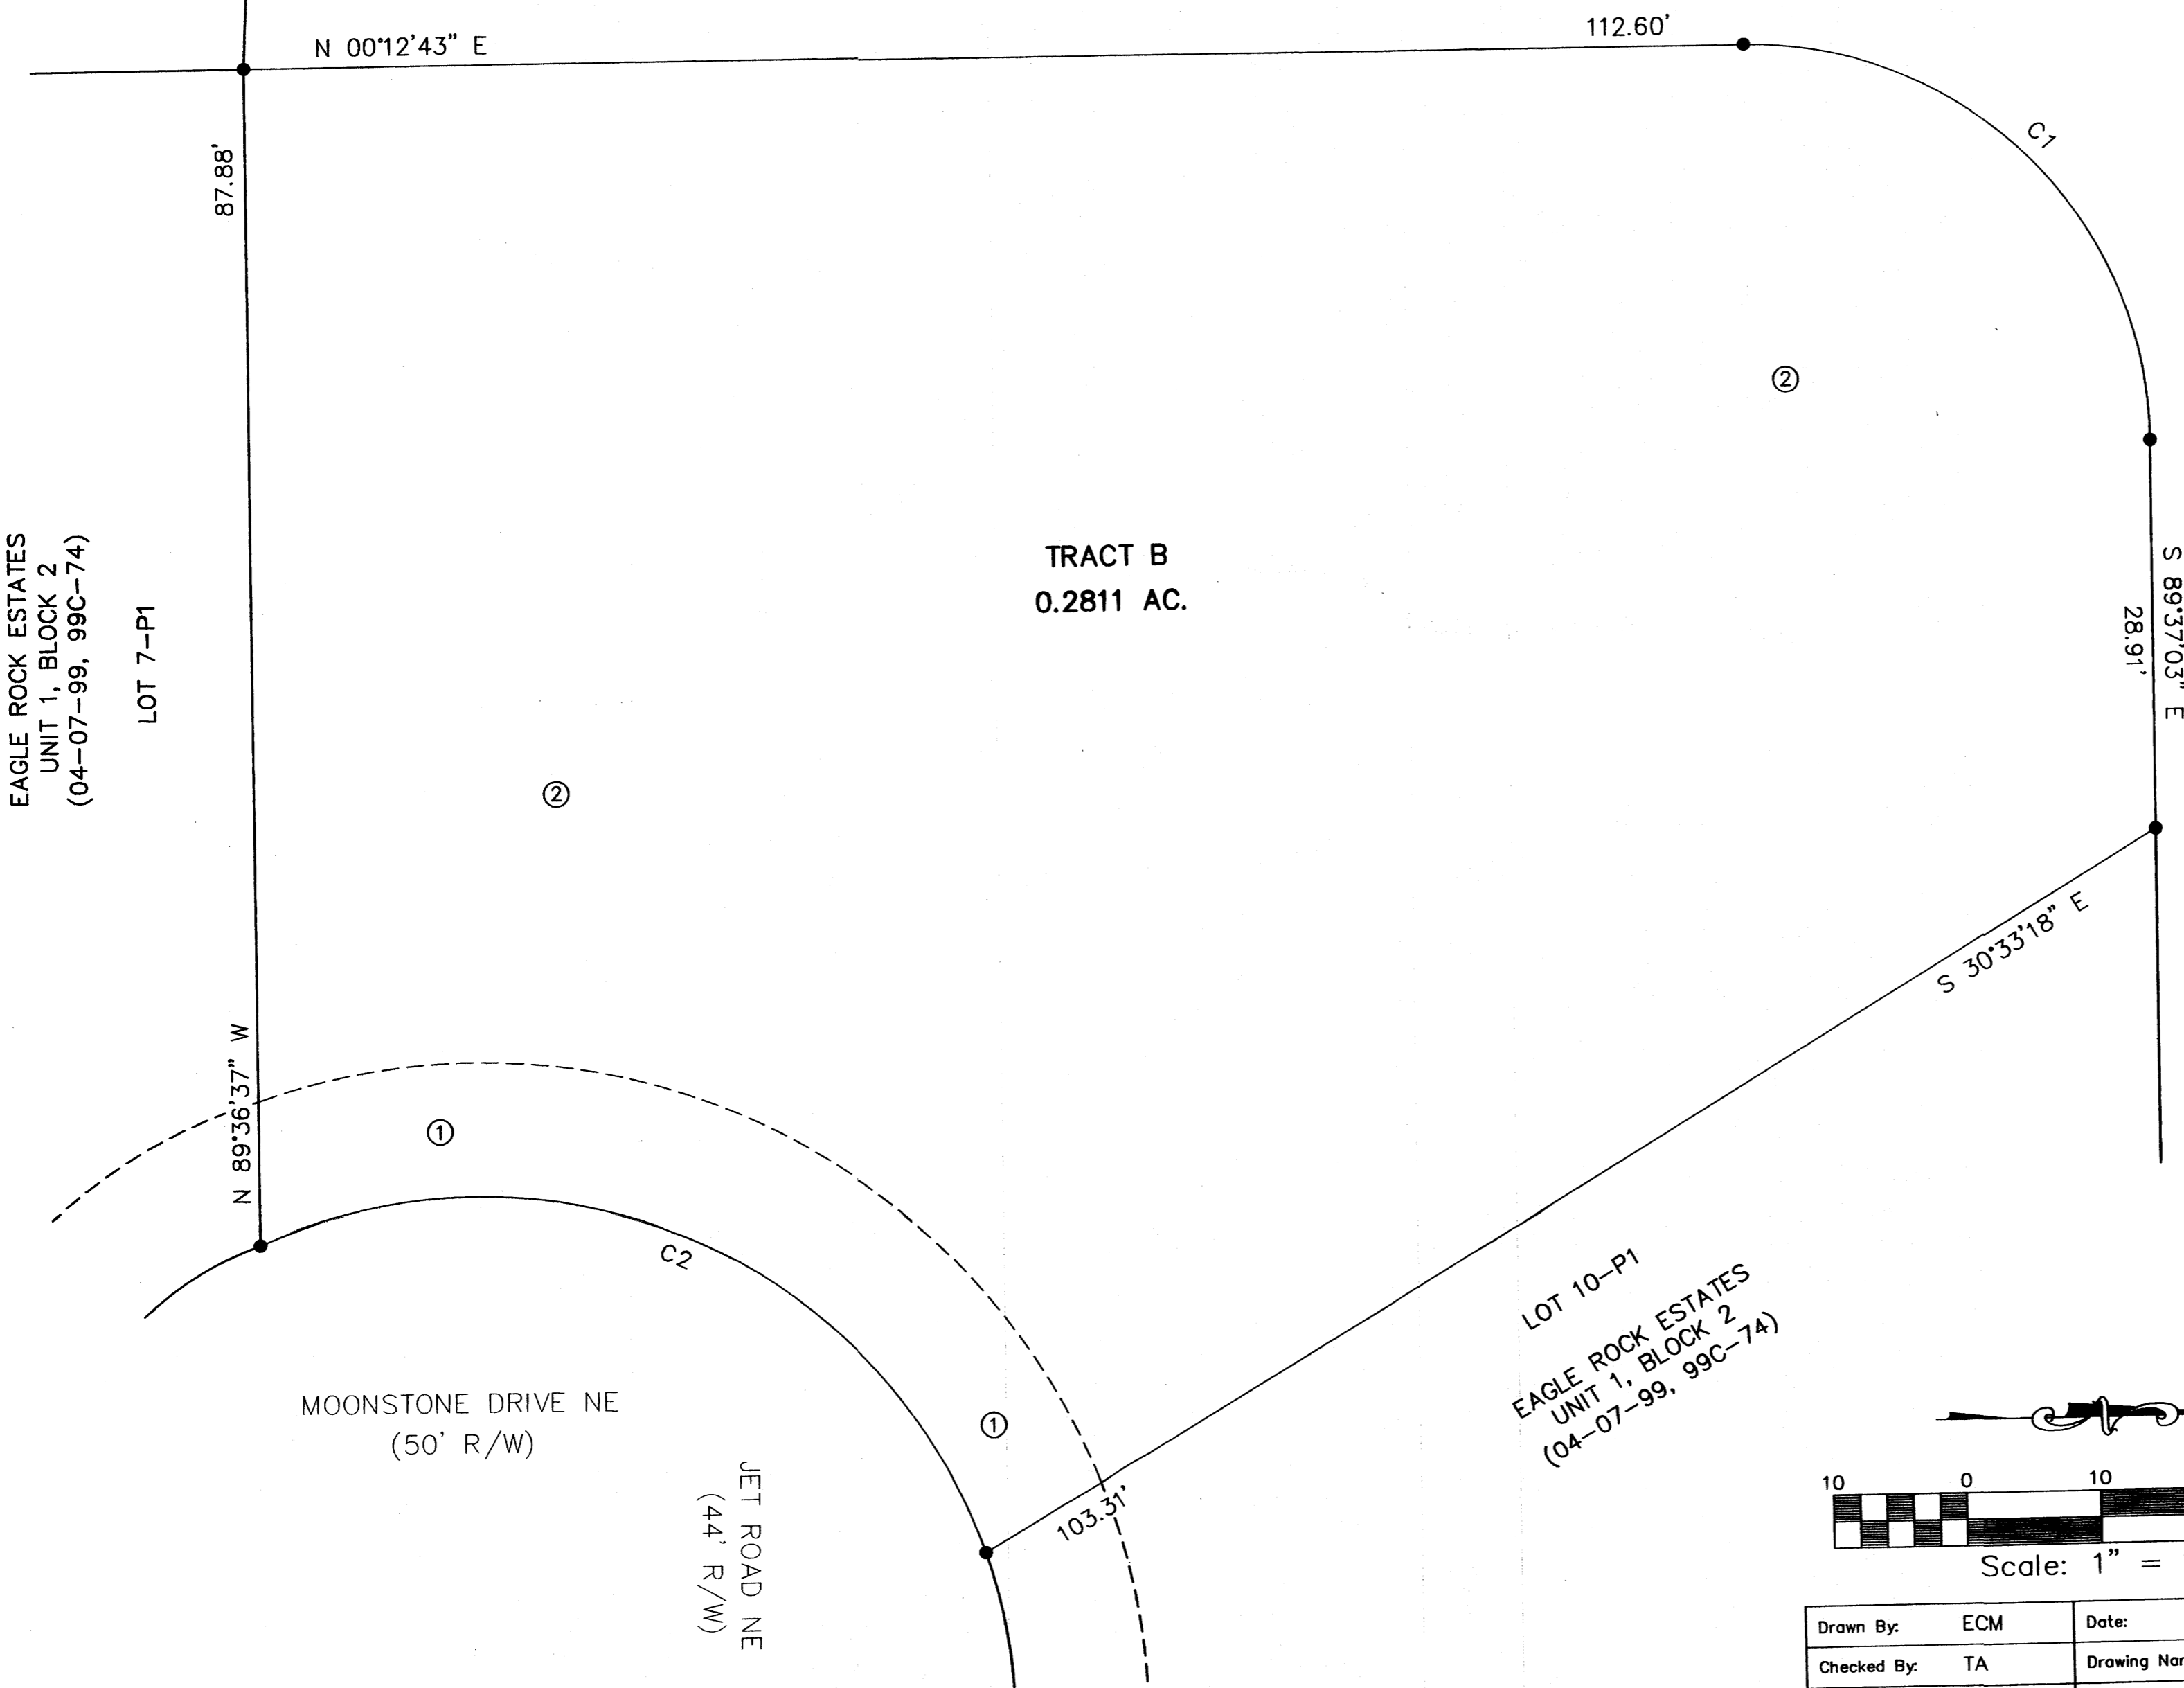 N 00°12'43" E
112.60'
C1
87.88'
②
S 89°37'03" E
28.91'
TRACT B
0.2811 AC.
EAGLE ROCK ESTATES
UNIT 1, BLOCK 2
(04-07-99, 99C-74)
LOT 7-P1
②
S 30°33'18" E
N 89°36'37" W
①
C2
LOT 10-P1
EAGLE ROCK ESTATES
UNIT 1, BLOCK 2
(04-07-99, 99C-74)
MOONSTONE DRIVE NE
(50' R/W)
①
JET ROAD NE
(44' R/W)
103.31'
10 0 10
Scale: 1" =
Drawn By: ECM Date:
Checked By: TA Drawing